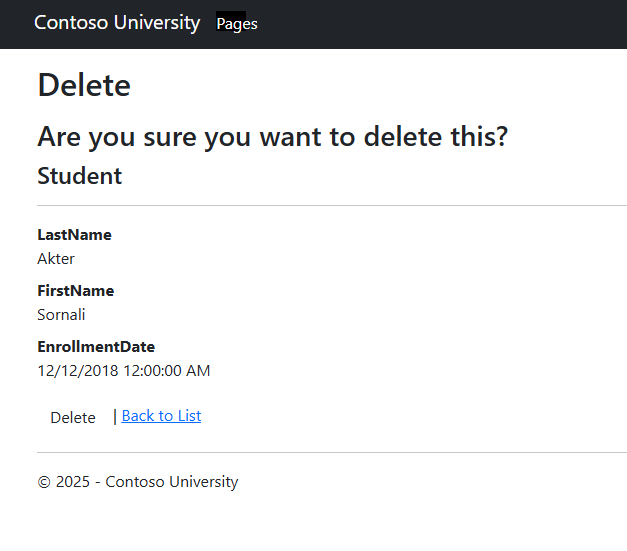 Contoso University Pages
Delete
Are you sure you want to delete this?
Student
LastName
Akter
FirstName
Sornali
EnrollmentDate
12/12/2018 12:00:00 AM
Delete | Back to List
© 2025 - Contoso University